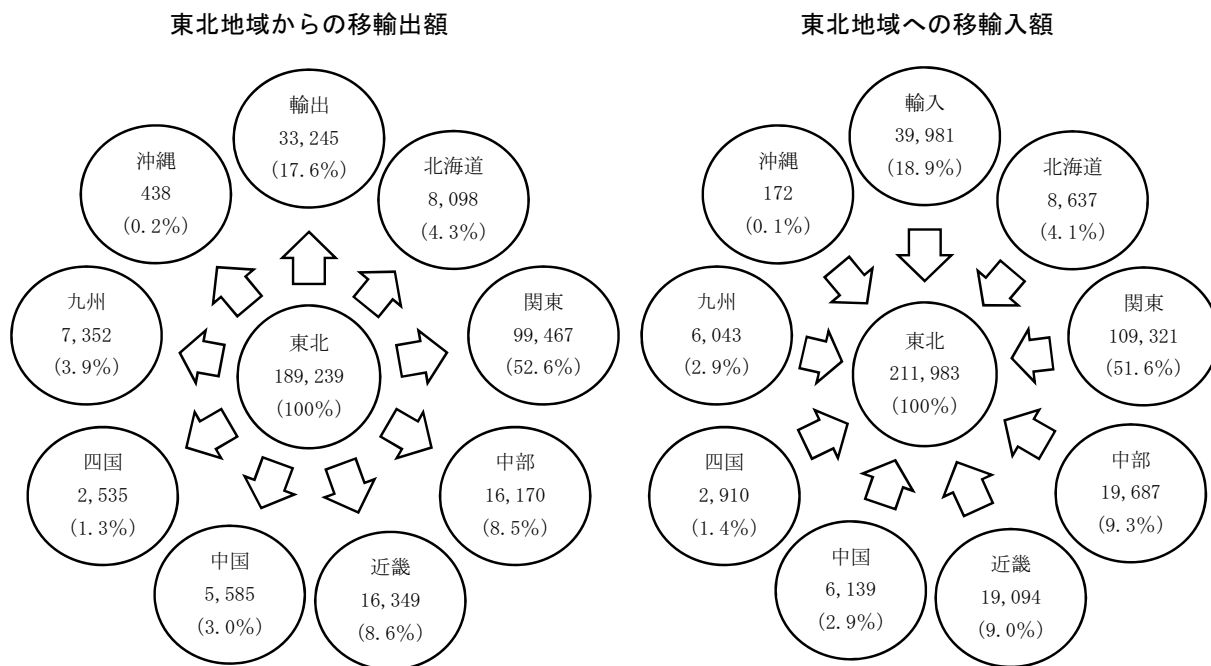 東北地域からの移輸出額
輸出
33,245
(17.6%)
北海道
8,098
(4.3%)
関東
99,467
(52.6%)
中部
16,170
(8.5%)
近畿
16,349
(8.6%)
中国
5,585
(3.0%)
四国
2,535
(1.3%)
九州
7,352
(3.9%)
沖縄
438
(0.2%)
東北
189,239
(100%)
東北地域への移輸入額
輸入
39,981
(18.9%)
北海道
8,637
(4.1%)
関東
109,321
(51.6%)
中部
19,687
(9.3%)
近畿
19,094
(9.0%)
中国
6,139
(2.9%)
四国
2,910
(1.4%)
九州
6,043
(2.9%)
沖縄
172
(0.1%)
東北
211,983
(100%)